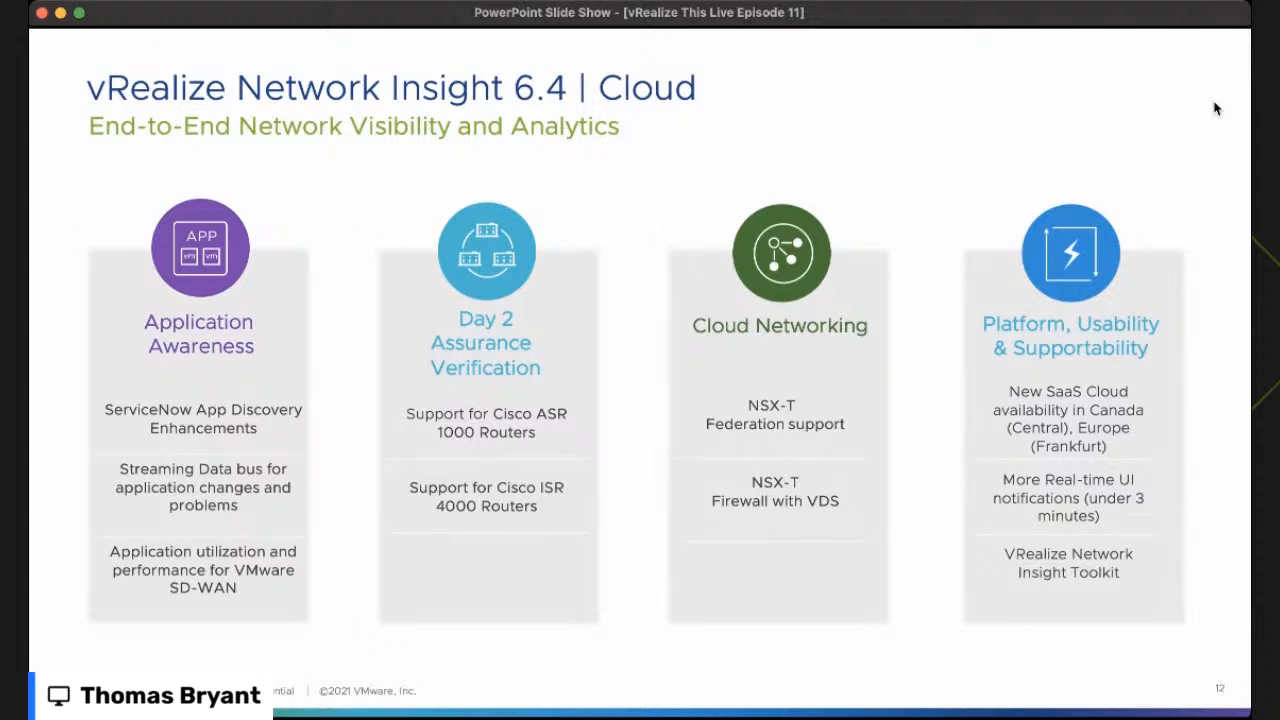 PowerPoint Slide Show - [vRealize This Live Episode 11]
vRealize Network Insight 6.4 | Cloud
End-to-End Network Visibility and Analytics
APP
vm vm
Application
Awareness
ServiceNow App Discovery
Enhancements
Streaming Data bus for
application changes and
problems
Application utilization and
performance for VMware
SD-WAN
Day 2
Assurance
Verification
Support for Cisco ASR
1000 Routers
Support for Cisco ISR
4000 Routers
Cloud Networking
NSX-T
Federation support
NSX-T
Firewall with VDS
Platform, Usability
& Supportability
New SaaS Cloud
availability in Canada
(Central), Europe
(Frankfurt)
More Real-time UI
notifications (under 3
minutes)
VRealize Network
Insight Toolkit
Thomas Bryant
ntial | ©2021 VMware, Inc.
12